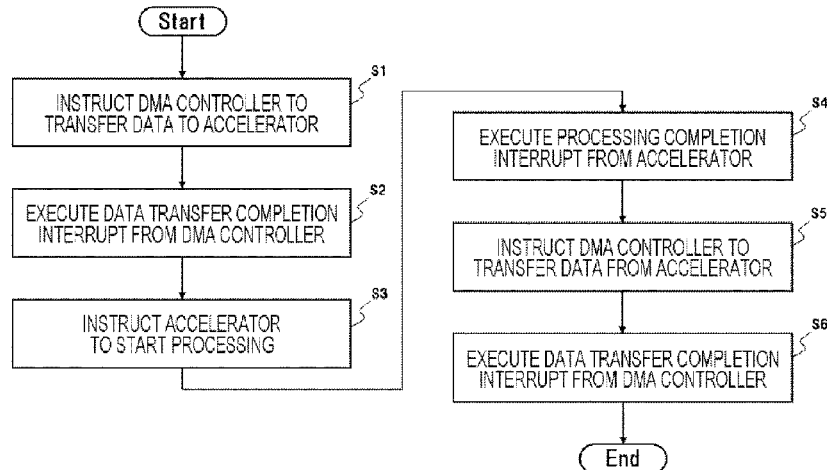 Start
S1
INSTRUCT DMA CONTROLLER TO
TRANSFER DATA TO ACCELERATOR
S2
EXECUTE DATA TRANSFER COMPLETION
INTERRUPT FROM DMA CONTROLLER
S3
INSTRUCT ACCELERATOR
TO START PROCESSING
S4
EXECUTE PROCESSING COMPLETION
INTERRUPT FROM ACCELERATOR
S5
INSTRUCT DMA CONTROLLER TO
TRANSFER DATA FROM ACCELERATOR
S6
EXECUTE DATA TRANSFER COMPLETION
INTERRUPT FROM DMA CONTROLLER
End